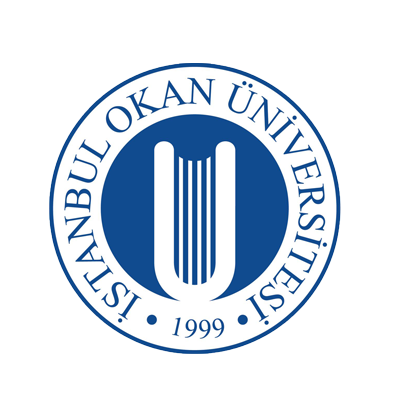 İSTANBUL OKAN ÜNİVERSİTESİ
• 1999 •